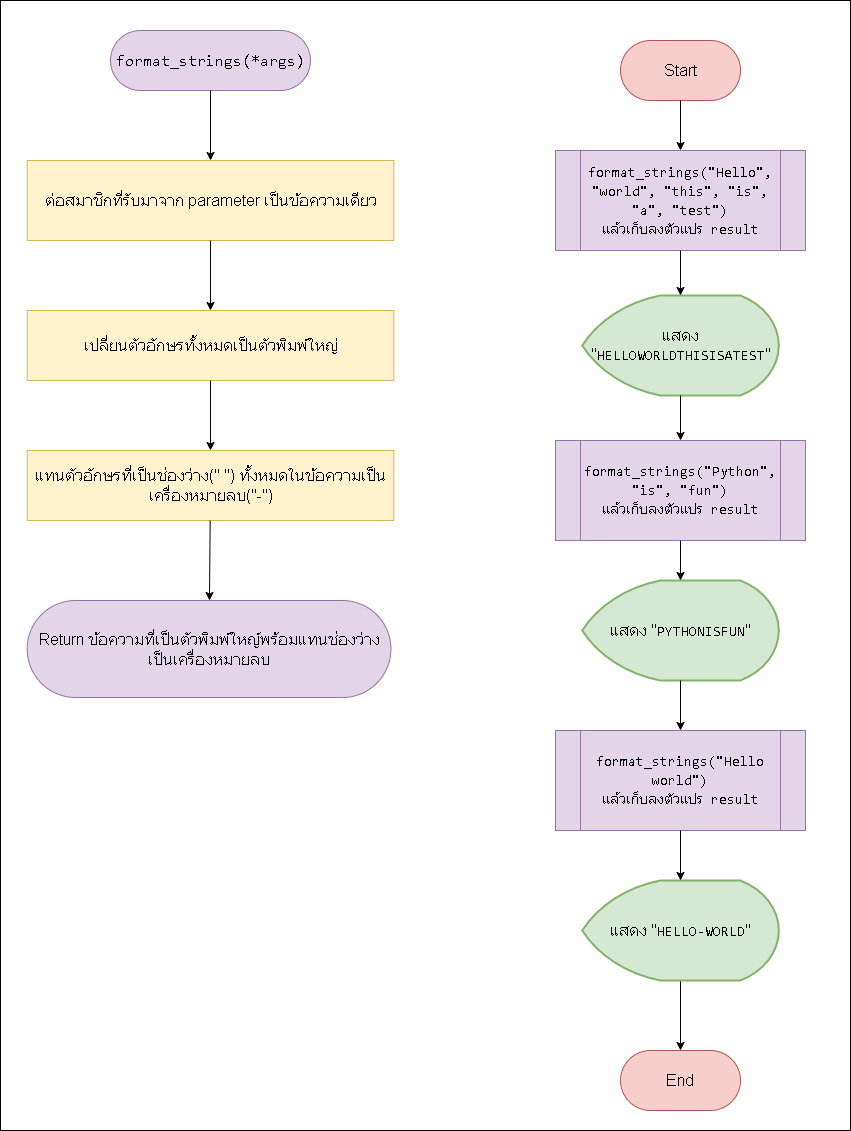 format_strings(*args)
ต่อสมาชิกที่รับมาจาก parameter เป็นข้อความเดียว
เปลี่ยนตัวอักษรทั้งหมดเป็นตัวพิมพ์ใหญ่
แทนตัวอักษรที่เป็นช่องว่าง(" ") ทั้งหมดในข้อความเป็น
เครื่องหมายลบ("-")
Return ข้อความที่เป็นตัวพิมพ์ใหญ่พร้อมแทนช่องว่าง
เป็นเครื่องหมายลบ
Start
format_strings("Hello",
"world", "this", "is",
"a", "test")
แล้วเก็บลงตัวแปร result
แสดง
"HELLOWORLDTHISISATEST"
format_strings("Python",
"is", "fun")
แล้วเก็บลงตัวแปร result
แสดง "PYTHONISFUN"
format_strings("Hello
world")
แล้วเก็บลงตัวแปร result
แสดง "HELLO-WORLD"
End